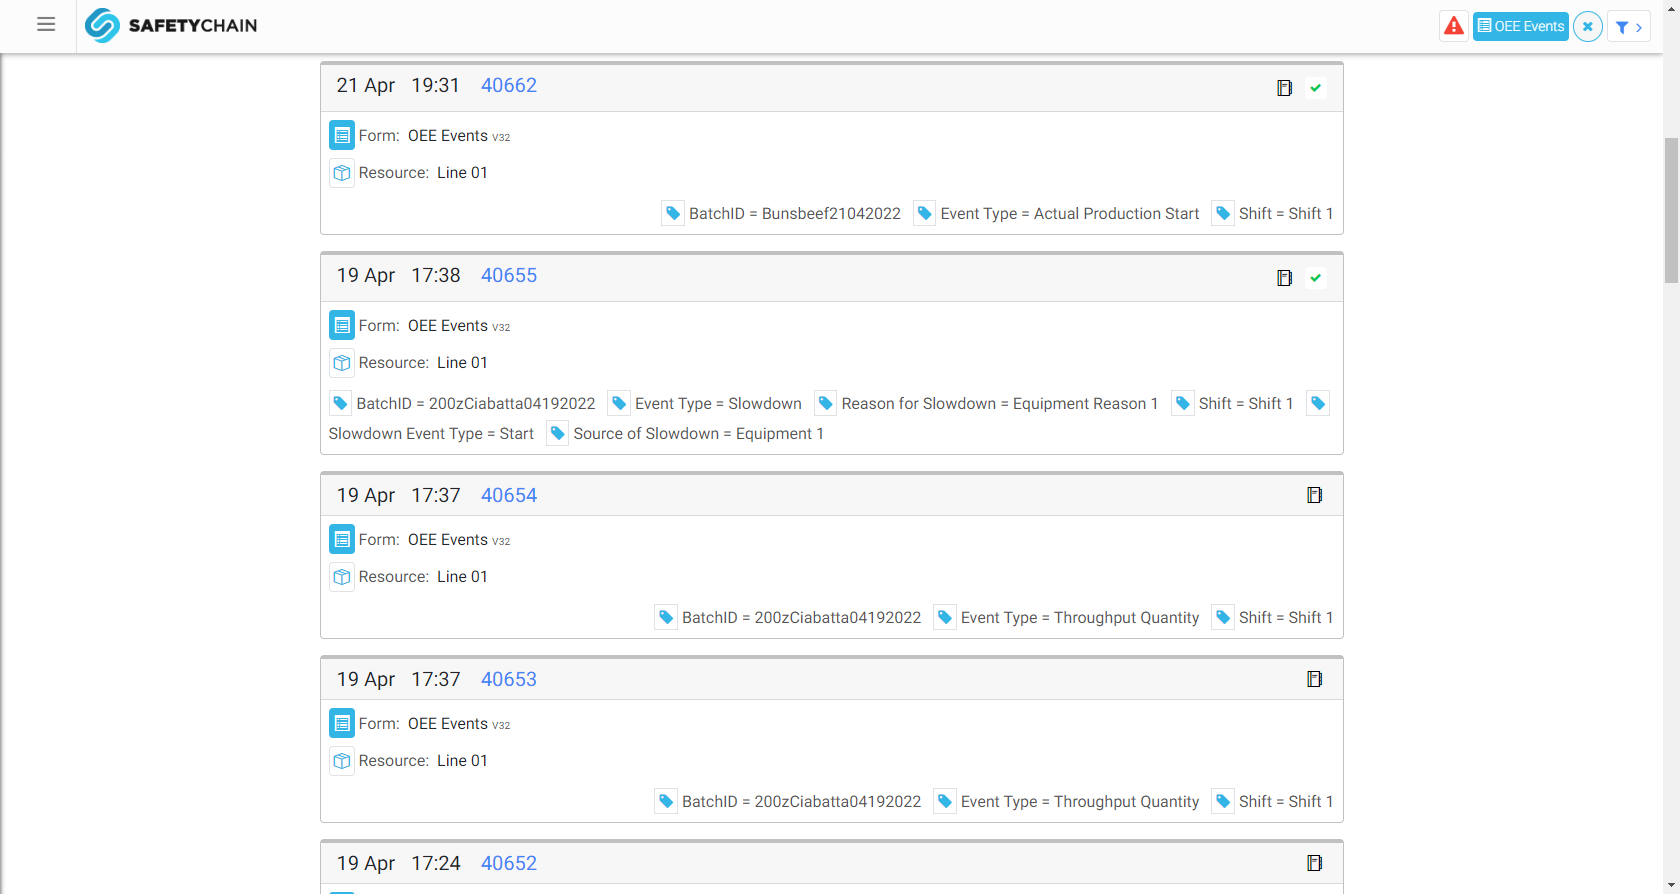 SAFETYCHAIN
OEE Events
21 Apr 19:31 40662
Form: OEE Events V32
Resource: Line 01
BatchID = Bunsbeef21042022 Event Type = Actual Production Start Shift = Shift 1
19 Apr 17:38 40655
Form: OEE Events V32
Resource: Line 01
BatchID = 200zCiabatta04192022 Event Type = Slowdown Reason for Slowdown = Equipment Reason 1 Shift = Shift 1
Slowdown Event Type = Start Source of Slowdown = Equipment 1
19 Apr 17:37 40654
Form: OEE Events V32
Resource: Line 01
BatchID = 200zCiabatta04192022 Event Type = Throughput Quantity Shift = Shift 1
19 Apr 17:37 40653
Form: OEE Events V32
Resource: Line 01
BatchID = 200zCiabatta04192022 Event Type = Throughput Quantity Shift = Shift 1
19 Apr 17:24 40652